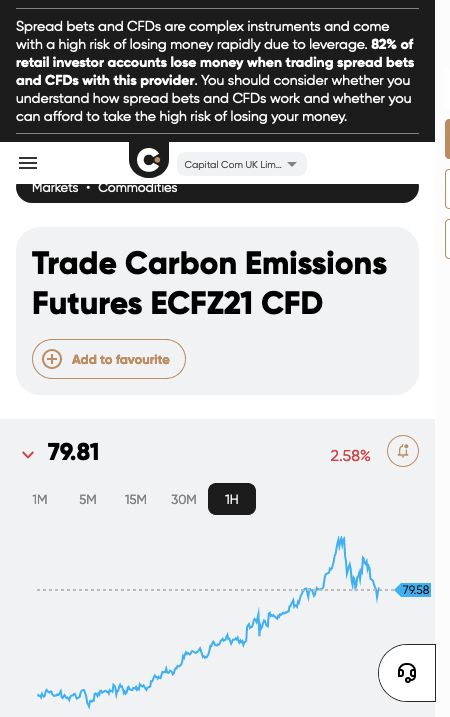 Spread bets and CFDs are complex instruments and come
with a high risk of losing money rapidly due to leverage. 82% of
retail investor accounts lose money when trading spread bets
and CFDs with this provider. You should consider whether you
understand how spread bets and CFDs work and whether you
can afford to take the high risk of losing your money.
Capital Com UK Lim...
Markets • Commodities
Trade Carbon Emissions
Futures ECFZ21 CFD
Add to favourite
79.81
2.58%
1M 5M 15M 30M 1H
79.58